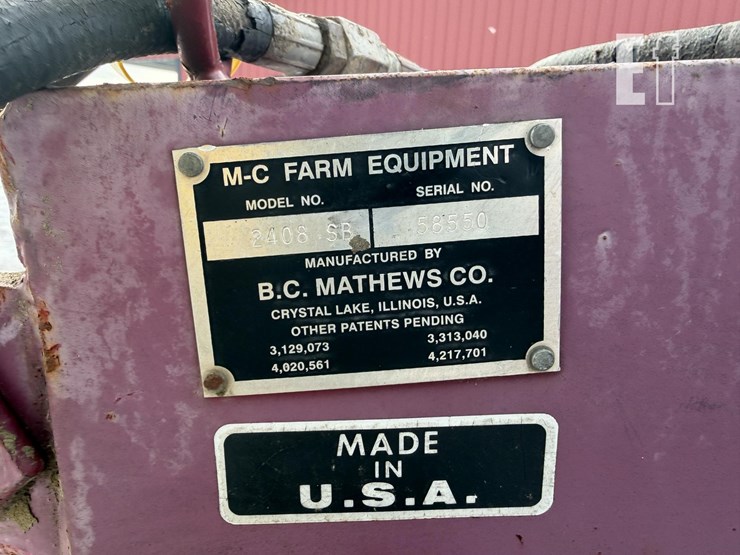 ET
M-C FARM EQUIPMENT
MODEL NO. SERIAL NO.
2408 SB 58550
MANUFACTURED BY
B.C. MATHEWS CO.
CRYSTAL LAKE, ILLINOIS, U.S.A.
OTHER PATENTS PENDING
3,129,073 3,313,040
4,020,561 4,217,701
MADE
IN
U.S.A.